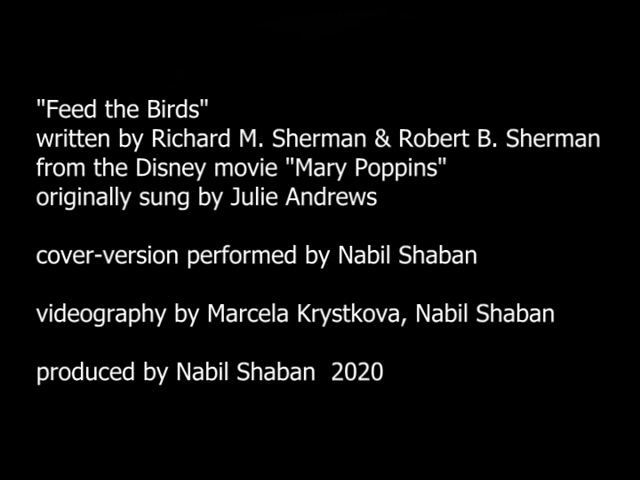 "Feed the Birds"
written by Richard M. Sherman & Robert B. Sherman
from the Disney movie "Mary Poppins"
originally sung by Julie Andrews
cover-version performed by Nabil Shaban
videography by Marcela Krystkova, Nabil Shaban
produced by Nabil Shaban  2020